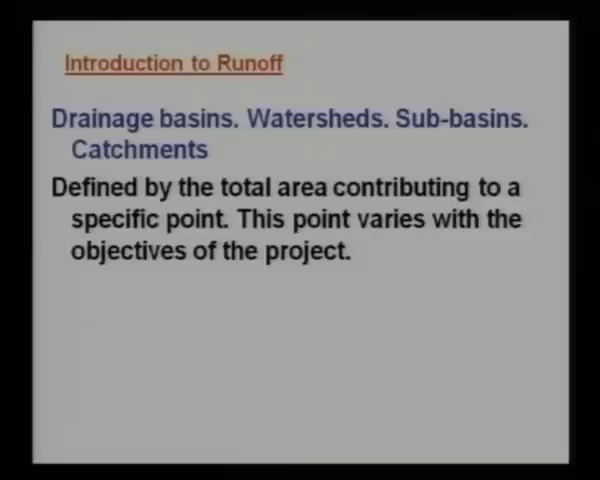 Introduction to Runoff
Drainage basins. Watersheds. Sub-basins.
Catchments
Defined by the total area contributing to a
specific point. This point varies with the
objectives of the project.